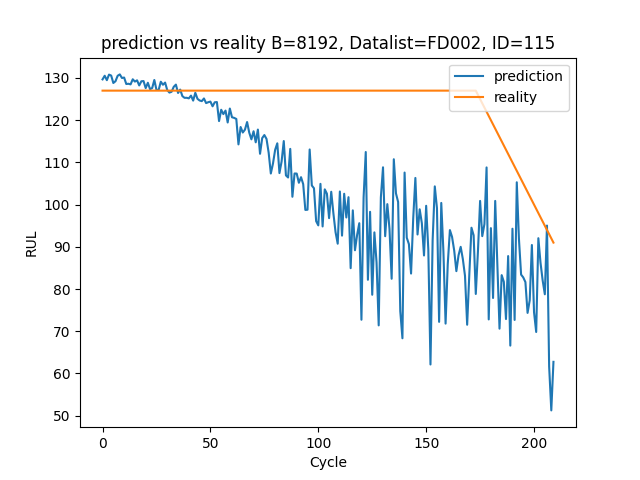 prediction vs reality B=8192, Datalist=FD002, ID=115
prediction
reality
RUL
130
120
110
100
90
80
70
60
50
0 50 100 150 200
Cycle